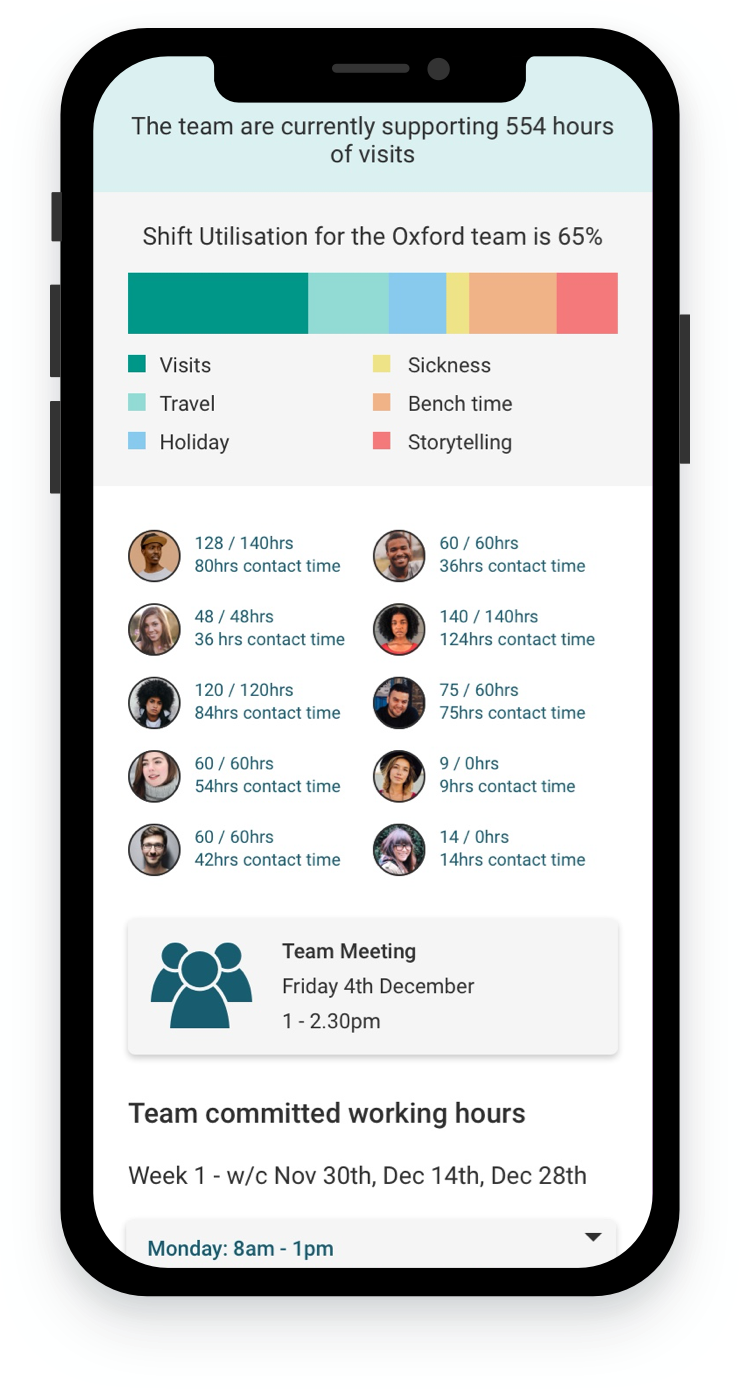 The team are currently supporting 554 hours
of visits
Shift Utilisation for the Oxford team is 65%
Visits
Sickness
Travel
Bench time
Holiday
Storytelling
128 / 140hrs
80hrs contact time
60 / 60hrs
36hrs contact time
48 / 48hrs
36 hrs contact time
140 / 140hrs
124hrs contact time
120 / 120hrs
84hrs contact time
75 / 60hrs
75hrs contact time
60 / 60hrs
54hrs contact time
9 / 0hrs
9hrs contact time
60 / 60hrs
42hrs contact time
14 / 0hrs
14hrs contact time
Team Meeting
Friday 4th December
1 - 2.30pm
Team committed working hours
Week 1 - w/c Nov 30th, Dec 14th, Dec 28th
Monday: 8am - 1pm